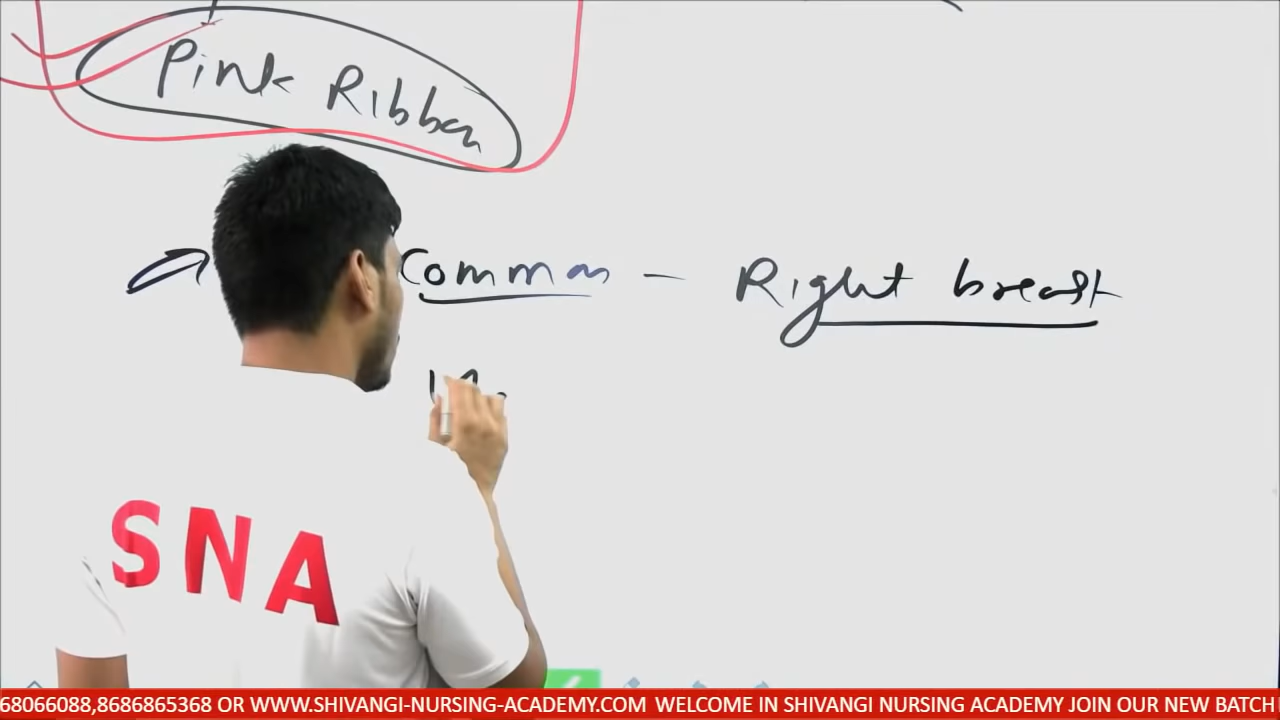 Pink Ribbon
Common - Right breast
SNA
68066088,8686865368 OR WWW.SHIVANGI-NURSING-ACADEMY.COM WELCOME IN SHIVANGI NURSING ACADEMY JOIN OUR NEW BATCH